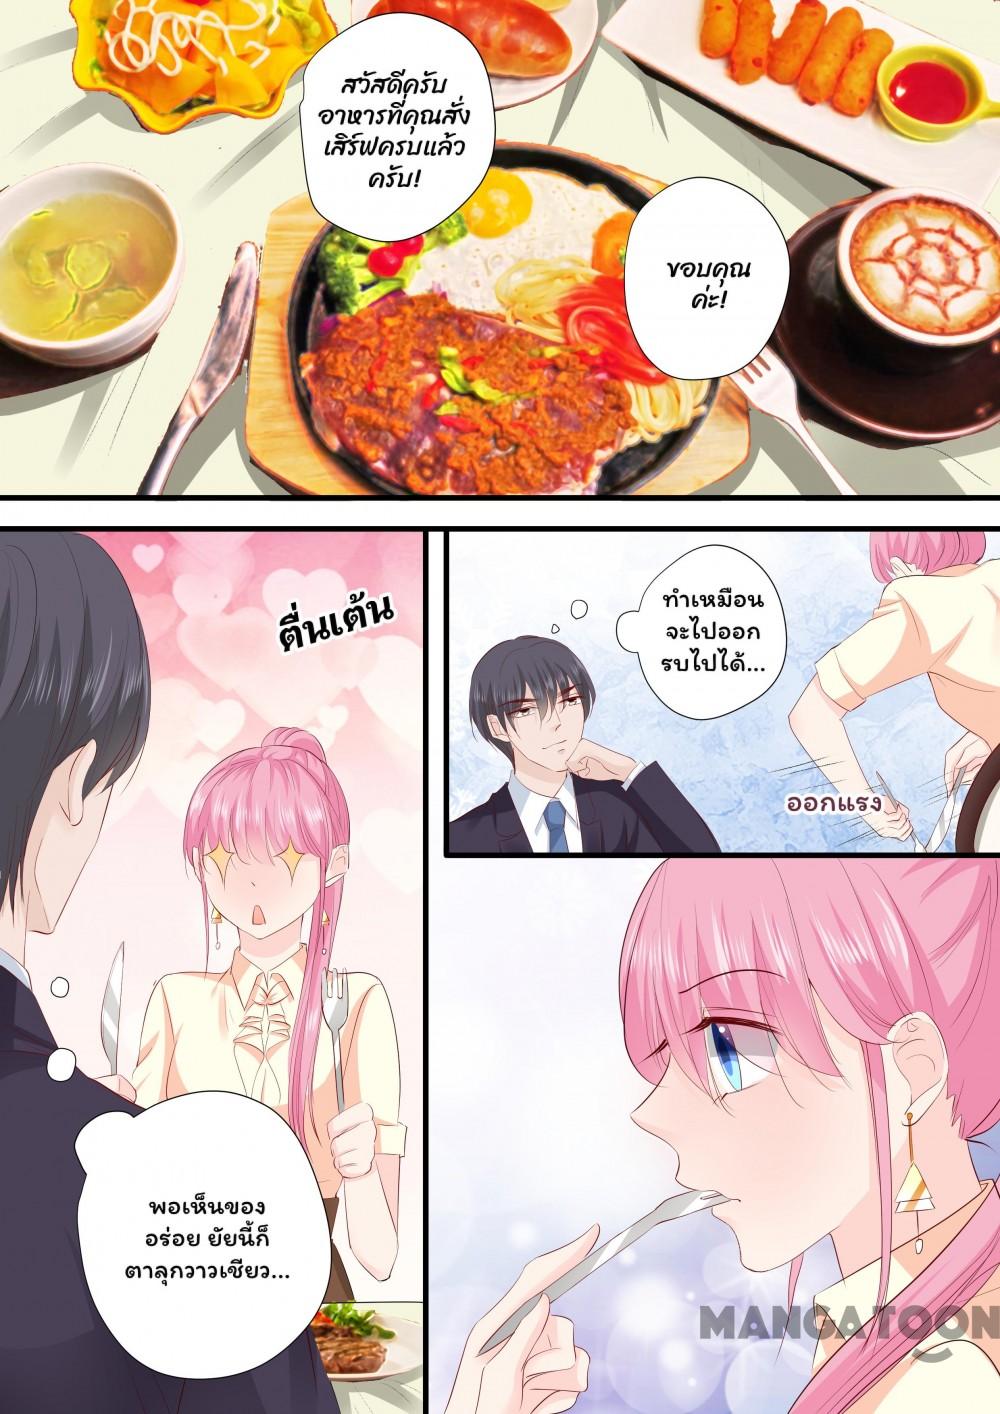 สวัสดีครับ
อาหารที่คุณสั่ง
เสิร์ฟครบแล้ว
ครับ!
ขอบคุณ
ค่ะ!
ตื่นเต้น
พอเห็นของ
อร่อย ยัยนี่ก็
ตาลุกวาวเชียว...
ทำเหมือน
จะไปออก
รบไปได้...
ออกแรง
MANGATOON